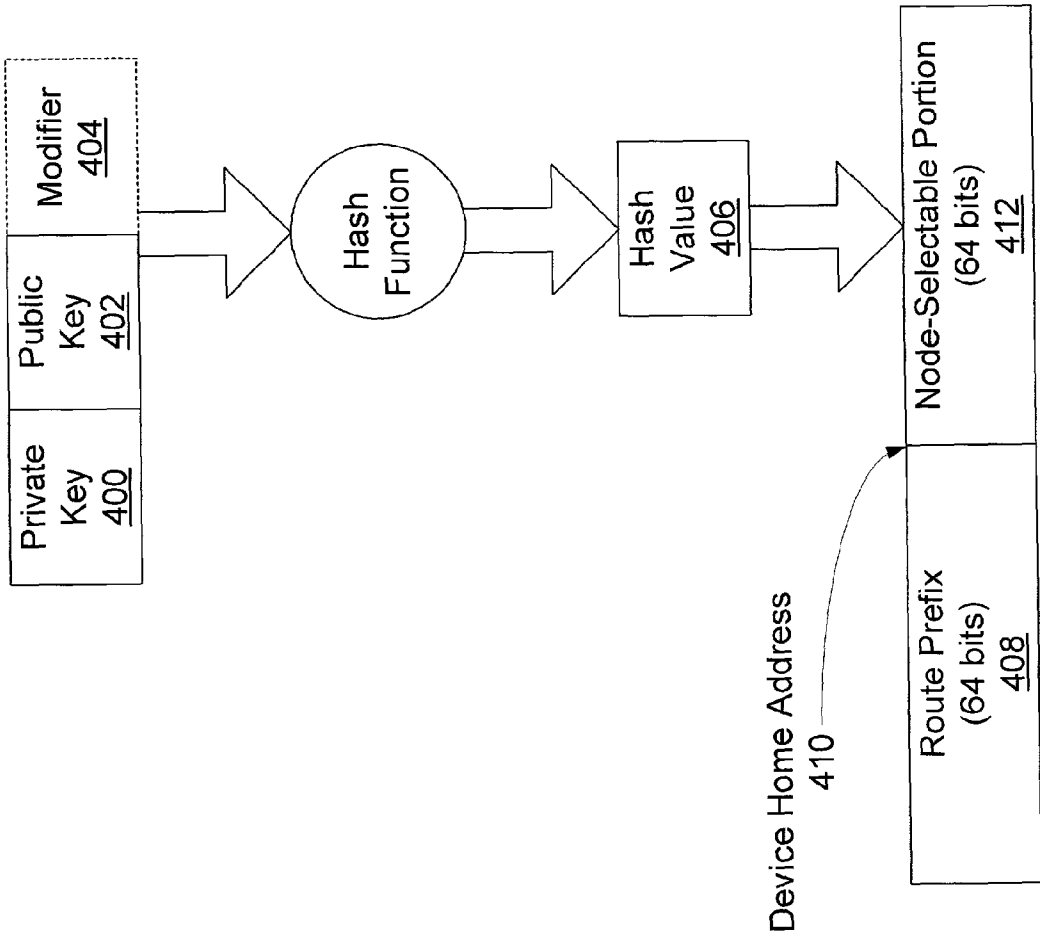 Private
Key
400
Public
Key
402
Modifier
404
Hash
Function
Hash
Value
406
Device Home Address
410
Route Prefix
(64 bits)
408
Node-Selectable Portion
(64 bits)
412